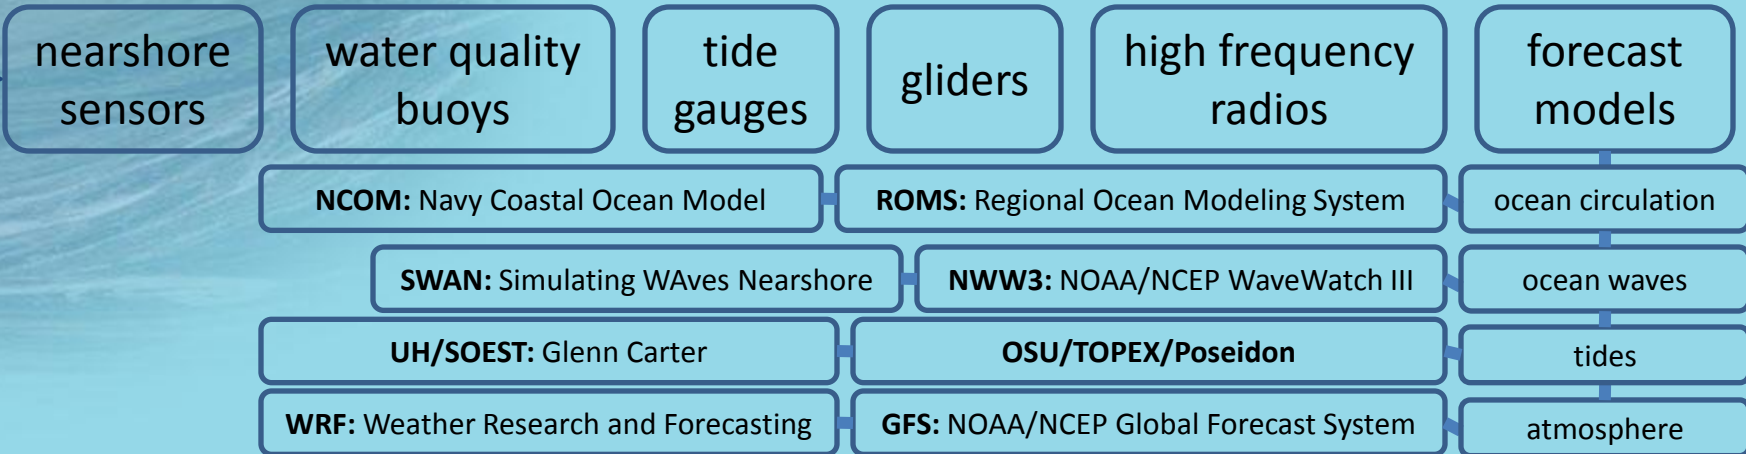 nearshore
sensors
water quality
buoys
tide
gauges
gliders
high frequency
radios
forecast
models
NCOM: Navy Coastal Ocean Model
ROMS: Regional Ocean Modeling System
ocean circulation
SWAN: Simulating WAves Nearshore
NWW3: NOAA/NCEP WaveWatch III
ocean waves
UH/SOEST: Glenn Carter
OSU/TOPEX/Poseidon
tides
WRF: Weather Research and Forecasting
GFS: NOAA/NCEP Global Forecast System
atmosphere